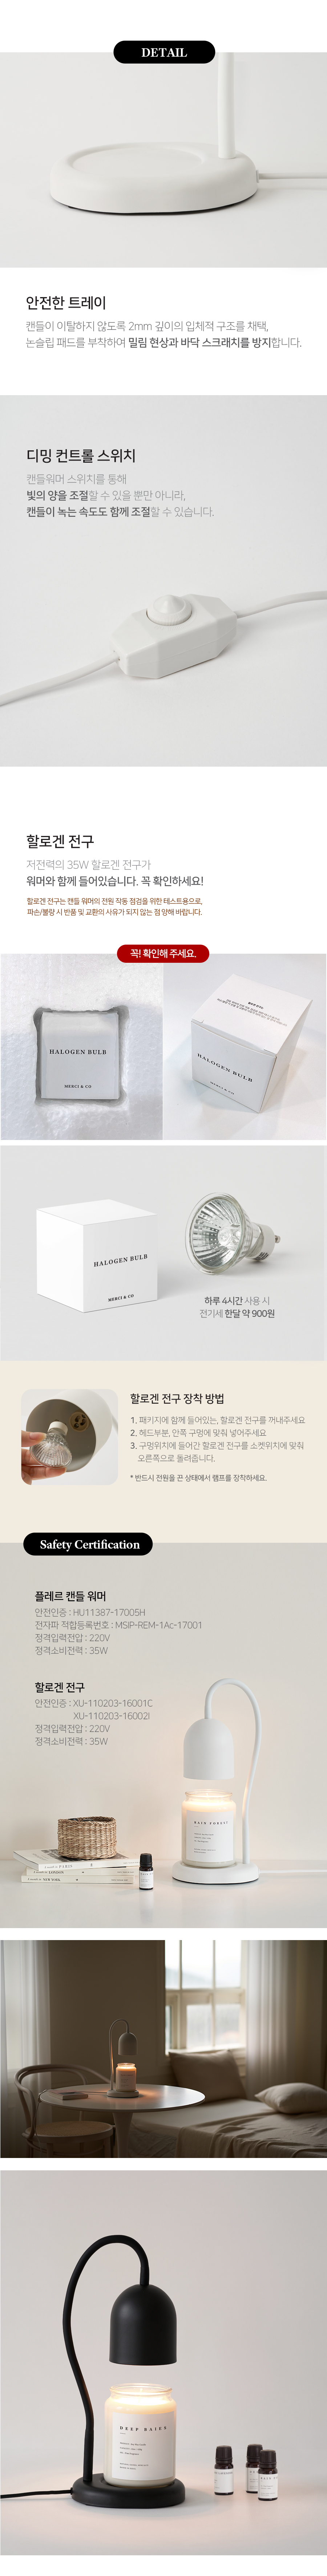 DETAIL
안전한 트레이
캔들이 이탈하지 않도록 2mm 깊이의 입체적 구조를 채택,
논슬립 패드를 부착하여 밀림 현상과 바닥 스크래치를 방지합니다.
디밍 컨트롤 스위치
캔들워머 스위치를 통해
빛의 양을 조절할 수 있을 뿐만 아니라,
캔들이 녹는 속도도 함께 조절할 수 있습니다.
할로겐 전구
저전력의 35W 할로겐 전구가
워머와 함께 들어있습니다. 꼭 확인하세요!
할로겐 전구는 캔들 워머의 전원 작동 점검을 위한 테스트용으로,
파손/불량 시 반품 및 교환의 사유가 되지 않는 점 양해 바랍니다.
꼭! 확인해 주세요.
HALOGEN BULB
MERCI & CO
HALOGEN BULB
MERCI & CO
HALOGEN BULB
MERCI & CO
하루 4시간 사용 시
전기세 한달 약 900원
할로겐 전구 장착 방법
1. 패키지에 함께 들어있는, 할로겐 전구를 꺼내주세요
2. 헤드부분, 안쪽 구멍에 맞춰 넣어주세요
3. 구멍위치에 들어간 할로겐 전구를 소켓위치에 맞춰
오른쪽으로 돌려줍니다.
* 반드시 전원을 끈 상태에서 램프를 장착하세요.
Safety Certification
플레르 캔들 워머
안전인증 : HU11387-17005H
전자파 적합등록번호 : MSIP-REM-1Ac-17001
정격입력전압 : 220V
정격소비전력 : 35W
할로겐 전구
안전인증 : XU-110203-16001C
XU-110203-16002I
정격입력전압 : 220V
정격소비전력 : 35W
RAIN FOREST
PARIS
LONDON
NEW YORK
DEEP BAIES